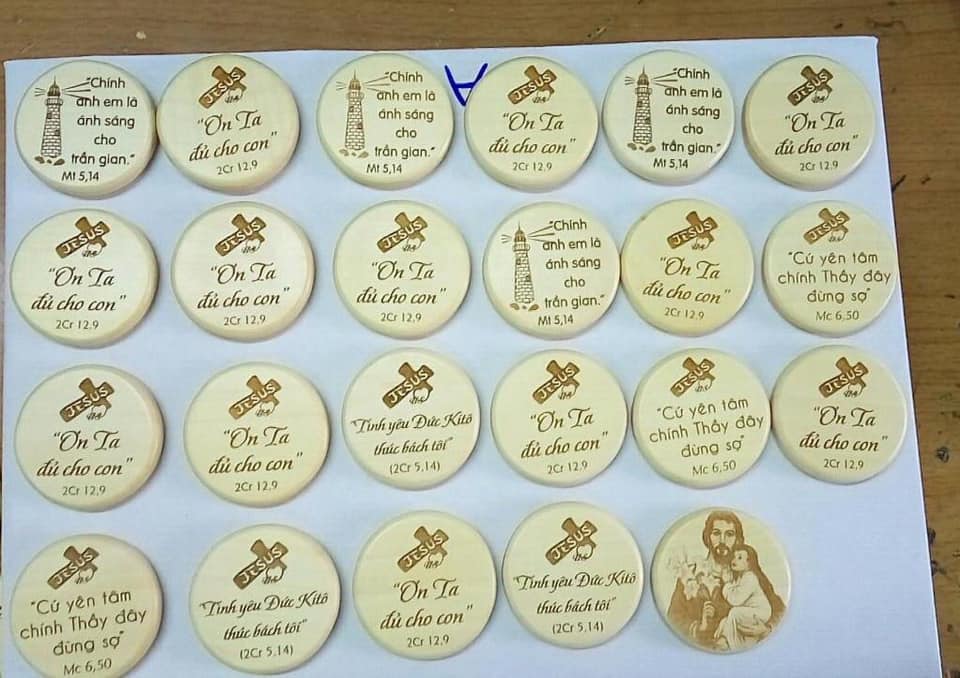 "Chính
anh em là
ánh sáng
cho
trần gian."
Mt 5,14
JESUS
"Ơn Ta
đủ cho con"
2Cr 12,9
"Chính
anh em là
ánh sáng
cho
trần gian."
Mt 5,14
A
JESUS
"Ơn Ta
đủ cho con"
2Cr 12,9
"Chính
anh em là
ánh sáng
cho
trần gian."
Mt 5,14
JESUS
"Ơn Ta
đủ cho con"
2Cr 12,9
JESUS
"Ơn Ta
đủ cho con"
2Cr 12,9
JESUS
"Ơn Ta
đủ cho con"
2Cr 12,9
JESUS
"Ơn Ta
đủ cho con"
2Cr 12,9
"Chính
anh em là
ánh sáng
cho
trần gian."
Mt 5,14
JESUS
"Ơn Ta
đủ cho con"
2Cr 12,9
JESUS
"Cứ yên tâm
chính Thầy đây
đừng sợ"
Mc 6,50
JESUS
"Ơn Ta
đủ cho con"
2Cr 12,9
JESUS
"Ơn Ta
đủ cho con"
2Cr 12,9
JESUS
"Tình yêu Đức Kitô
thúc bách tôi"
(2Cr 5,14)
JESUS
"Ơn Ta
đủ cho con"
2Cr 12,9
JESUS
"Cứ yên tâm
chính Thầy đây
đừng sợ"
Mc 6,50
JESUS
"Ơn Ta
đủ cho con"
2Cr 12,9
JESUS
"Cứ yên tâm
chính Thầy đây
đừng sợ"
Mc 6,50
JESUS
"Tình yêu Đức Kitô
thúc bách tôi"
(2Cr 5,14)
JESUS
"Ơn Ta
đủ cho con"
2Cr 12,9
JESUS
"Tình yêu Đức Kitô
thúc bách tôi"
(2Cr 5,14)